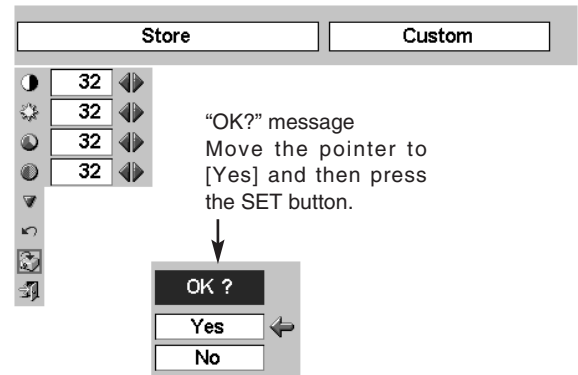 Store Custom
32
32
32
32
“OK?” message
Move the pointer to
[Yes] and then press
the SET button.
OK ?
Yes
No